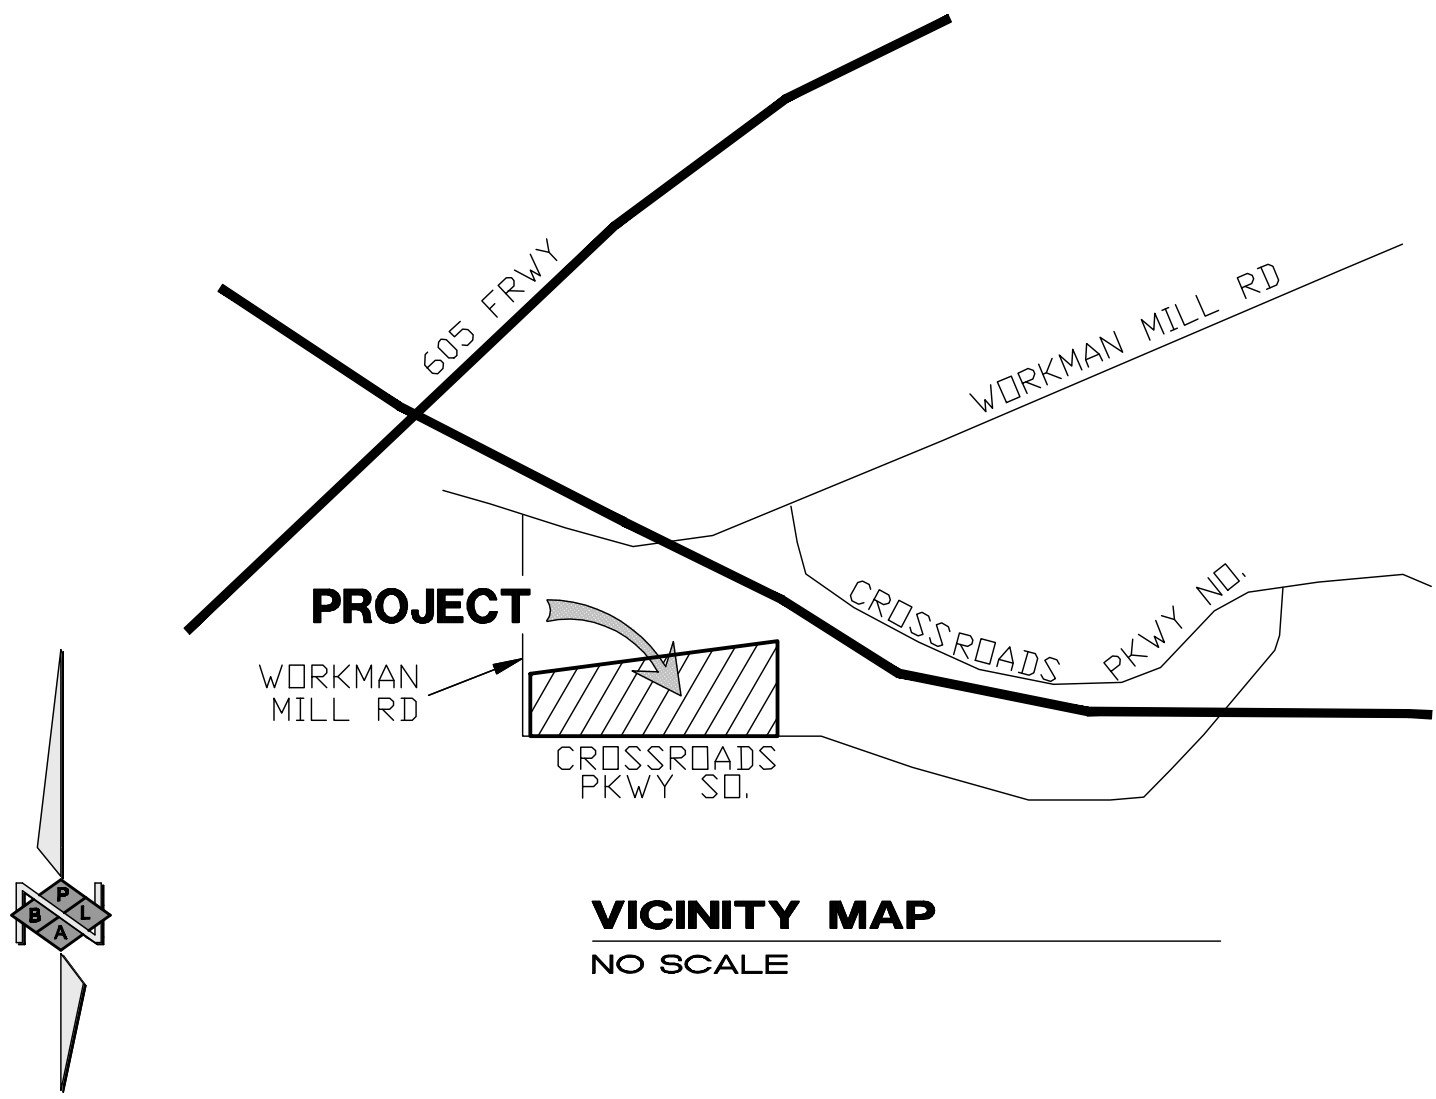 605 FRWY
WORKMAN MILL RD
PROJECT
CROSSROADS PKWY NO.
WORKMAN
MILL RD
CROSSROADS
PKWY SO.
N
P
B L
A
VICINITY MAP
NO SCALE